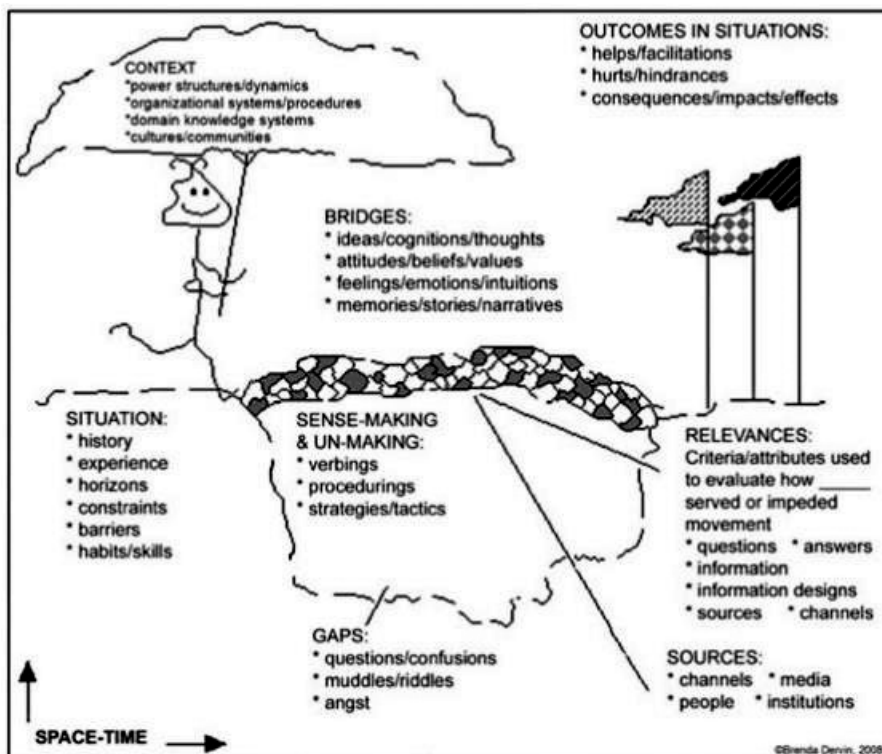 OUTCOMES IN SITUATIONS:
* helps/facilitations
* hurts/hindrances
* consequences/impacts/effects
CONTEXT
*power structures/dynamics
*organizational systems/procedures
*domain knowledge systems
*cultures/communities
BRIDGES:
* ideas/cognitions/thoughts
* attitudes/beliefs/values
* feelings/emotions/intuitions
* memories/stories/narratives
SITUATION:
* history
* experience
* horizons
* constraints
* barriers
* habits/skills
SENSE-MAKING
& UN-MAKING:
* verbings
* procedurings
* strategies/tactics
RELEVANCES:
Criteria/attributes used
to evaluate how _____
served or impeded
movement
* questions * answers
* information
* information designs
* sources * channels
GAPS:
* questions/confusions
* muddles/riddles
* angst
SOURCES:
* channels * media
* people * institutions
SPACE-TIME
©Brenda Dervin, 2008